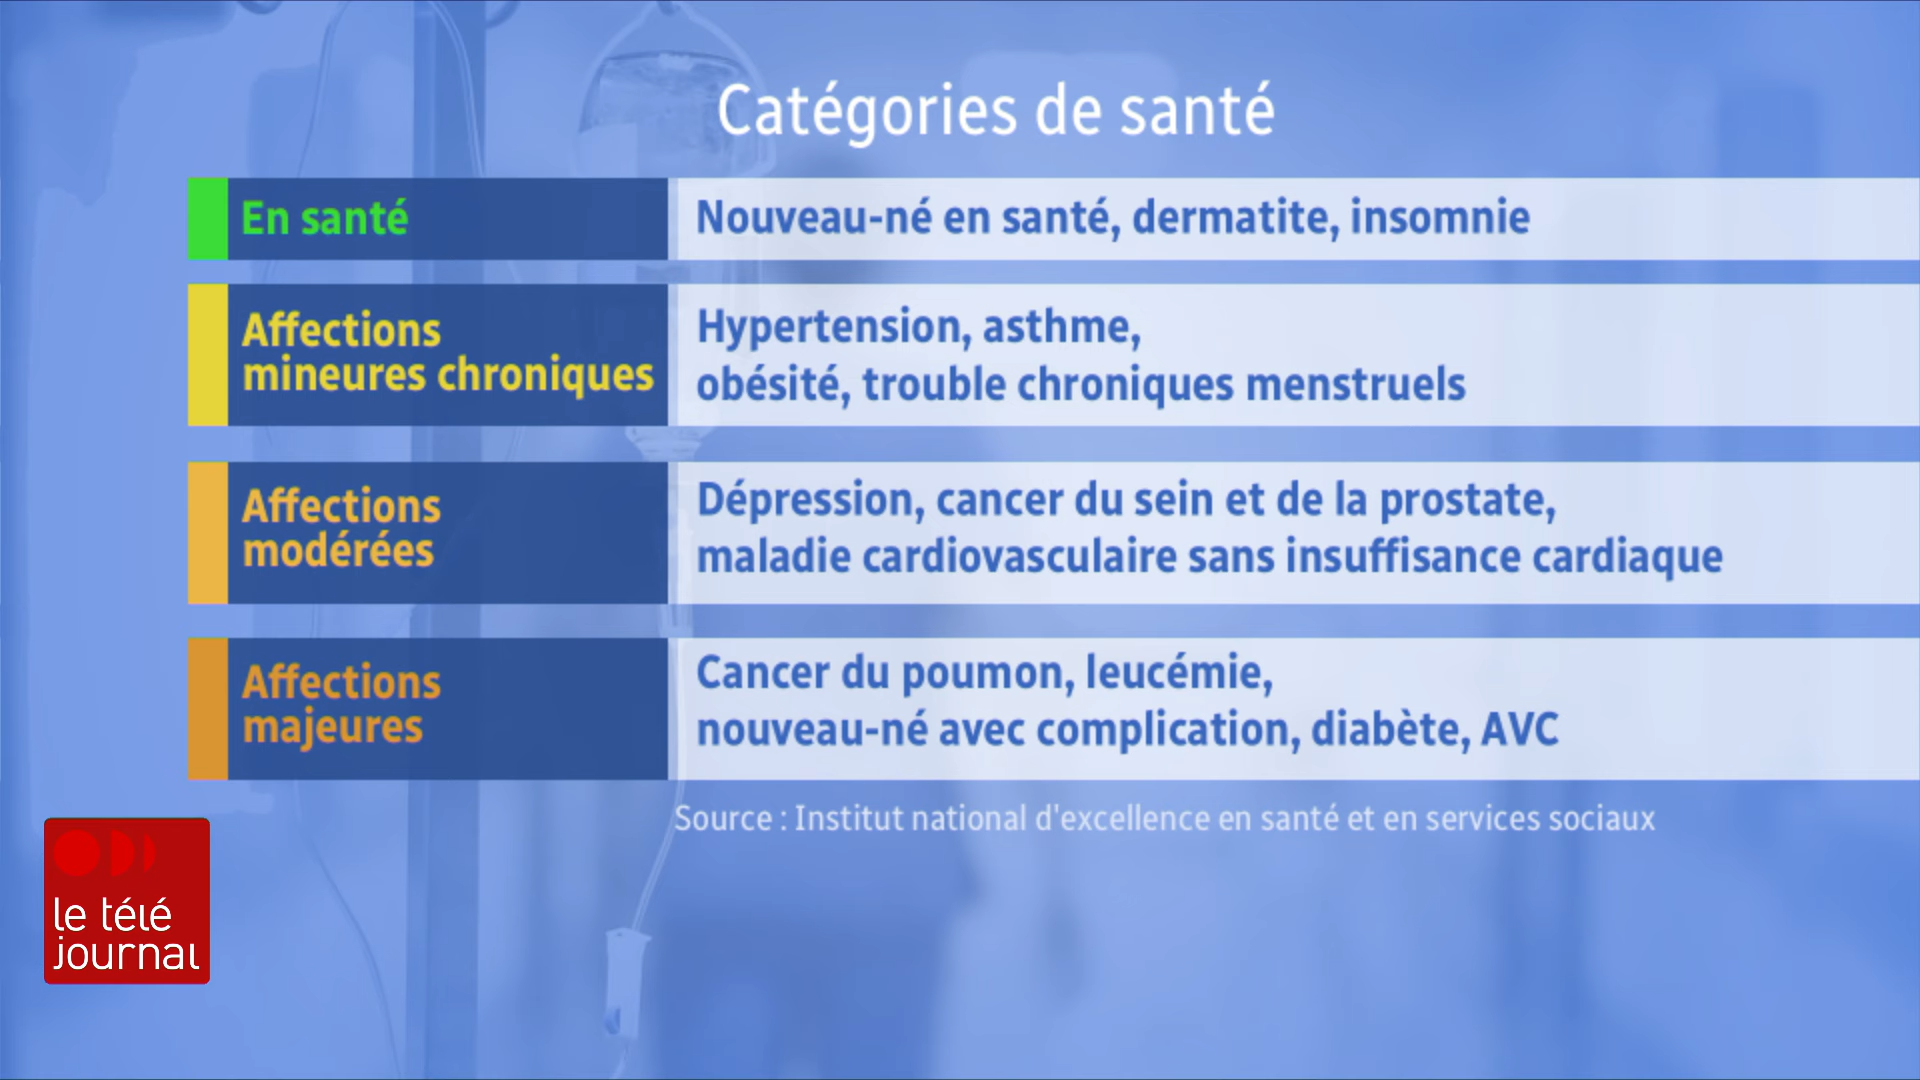 Catégories de santé
En santé
Nouveau-né en santé, dermatite, insomnie
Affections
mineures chroniques
Hypertension, asthme,
obésité, trouble chroniques menstruels
Affections
modérées
Dépression, cancer du sein et de la prostate,
maladie cardiovasculaire sans insuffisance cardiaque
Affections
majeures
Cancer du poumon, leucémie,
nouveau-né avec complication, diabète, AVC
Source : Institut national d'excellence en santé et en services sociaux
le télé
journal